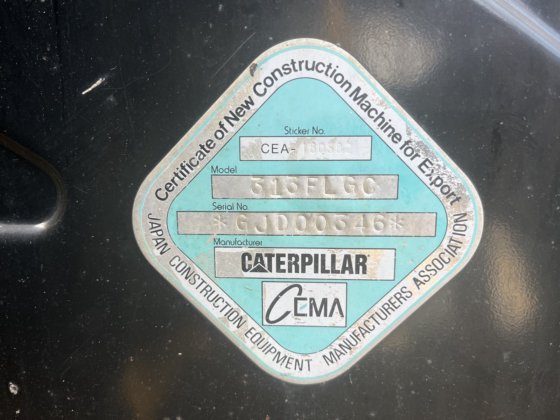 Certificate of New Construction Machine for Export
Sticker No.
CEA-
Model
313FLGC
Serial No.
*GJD00346*
Manufacturer
CATERPILLAR
CEMA
JAPAN CONSTRUCTION EQUIPMENT MANUFACTURERS ASSOCIATION